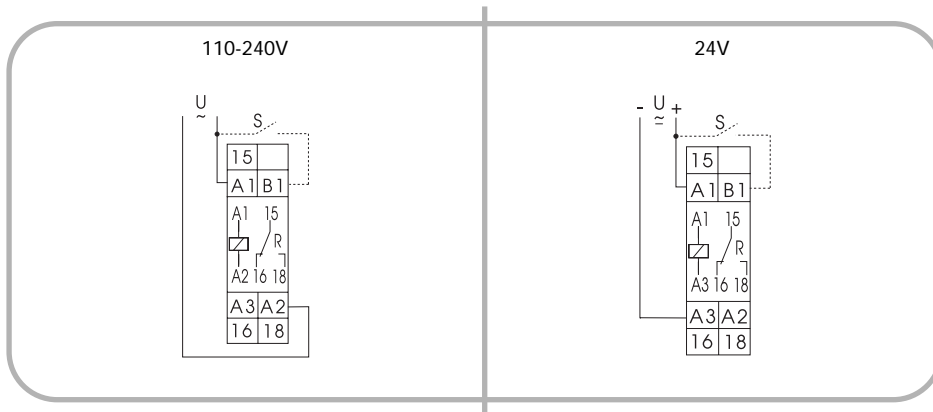 110-240V
U
~
S
15
A1 B1
A1 15
R
A2 16 18
A3 A2
16 18
24V
- U +
≂
S
15
A1 B1
A1 15
R
A3 16 18
A3 A2
16 18